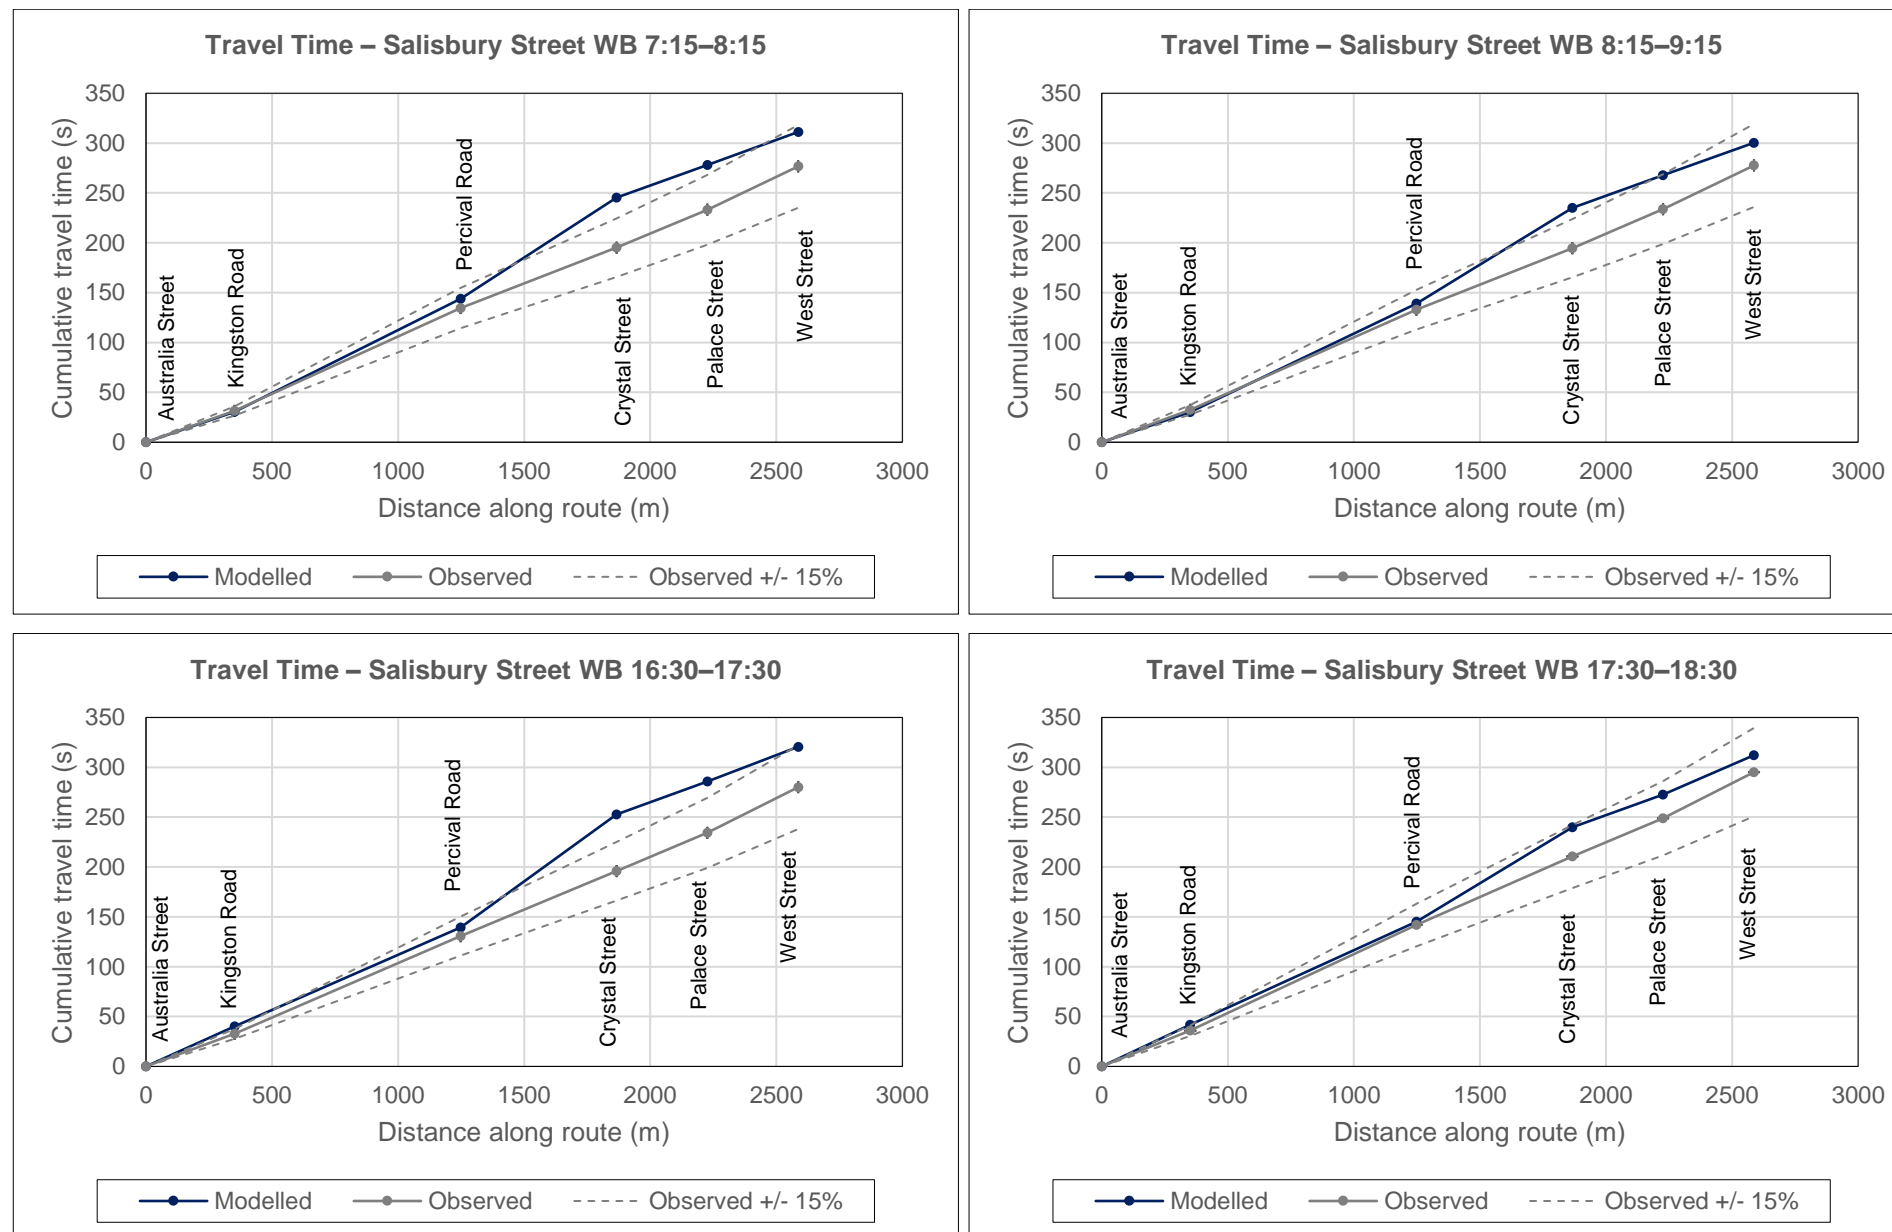 Travel Time – Salisbury Street WB 7:15–8:15
Cumulative travel time (s)
350
300
250
200
150
100
50
0
Australia Street
Kingston Road
Percival Road
Crystal Street
Palace Street
West Street
0 500 1000 1500 2000 2500 3000
Distance along route (m)
Modelled Observed Observed +/- 15%
Travel Time – Salisbury Street WB 8:15–9:15
Cumulative travel time (s)
350
300
250
200
150
100
50
0
Australia Street
Kingston Road
Percival Road
Crystal Street
Palace Street
West Street
0 500 1000 1500 2000 2500 3000
Distance along route (m)
Modelled Observed Observed +/- 15%
Travel Time – Salisbury Street WB 16:30–17:30
Cumulative travel time (s)
350
300
250
200
150
100
50
0
Australia Street
Kingston Road
Percival Road
Crystal Street
Palace Street
West Street
0 500 1000 1500 2000 2500 3000
Distance along route (m)
Modelled Observed Observed +/- 15%
Travel Time – Salisbury Street WB 17:30–18:30
Cumulative travel time (s)
350
300
250
200
150
100
50
0
Australia Street
Kingston Road
Percival Road
Crystal Street
Palace Street
West Street
0 500 1000 1500 2000 2500 3000
Distance along route (m)
Modelled Observed Observed +/- 15%